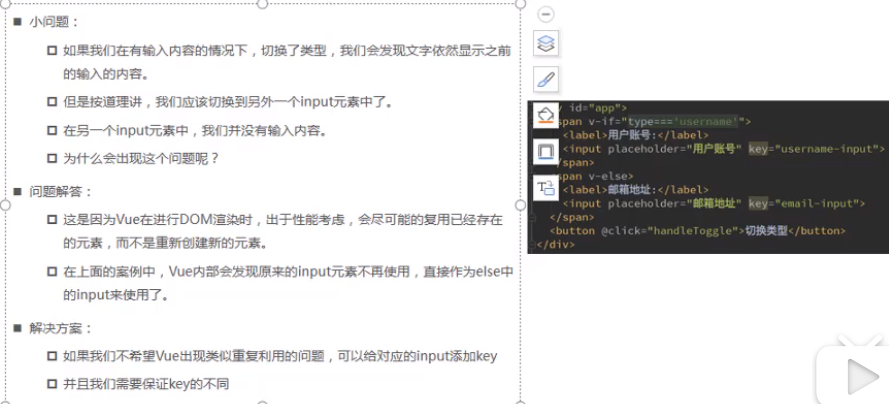 小问题：
如果我们在有输入内容的情况下，切换了类型，我们会发现文字依然显示之前
的输入的内容。
但是按道理讲，我们应该切换到另外一个input元素中了。
在另一个input元素中，我们并没有输入内容。
为什么会出现这个问题呢？
问题解答：
这是因为Vue在进行DOM渲染时，出于性能考虑，会尽可能的复用已经存在
的元素，而不是重新创建新的元素。
在上面的案例中，Vue内部会发现原来的input元素不再使用，直接作为else中
的input来使用了。
解决方案：
如果我们不希望Vue出现类似重复利用的问题，可以给对应的input添加key
并且我们需要保证key的不同
id="app">
span v-if="type==='username'">
<label>用户账号:</label>
<input placeholder="用户账号" key="username-input">
span>
span v-else>
<label>邮箱地址:</label>
<input placeholder="邮箱地址" key="email-input">
</span>
<button @click="handleToggle">切换类型</button>
</div>